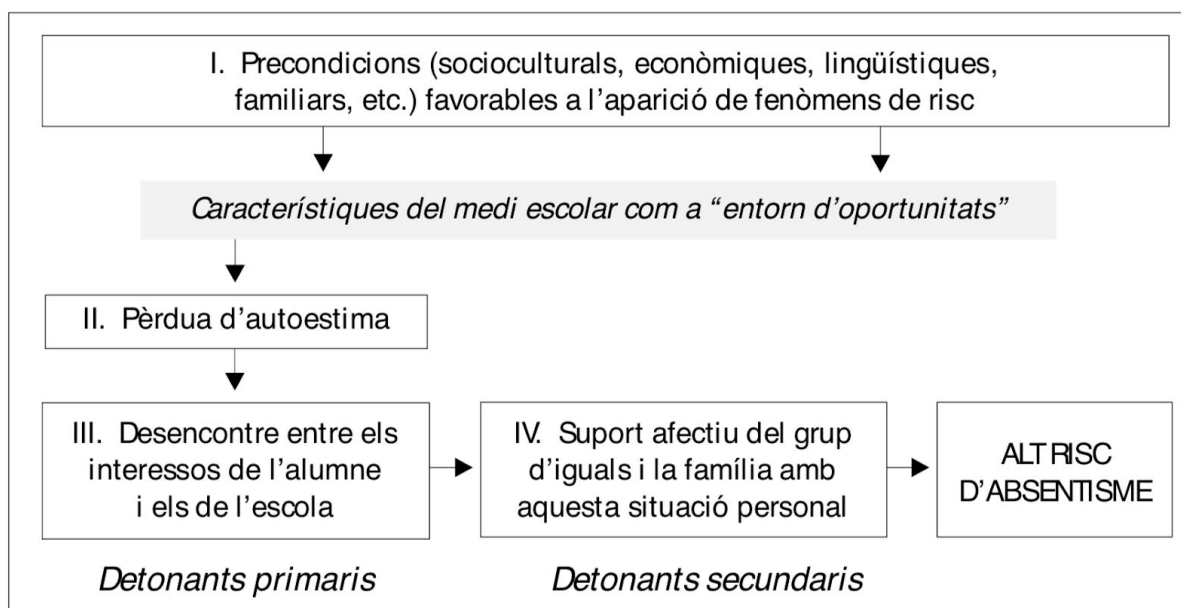 I. Precondicions (socioculturals, econòmiques, lingüístiques,
familiars, etc.) favorables a l’aparició de fenòmens de risc
Característiques del medi escolar com a “entorn d’oportunitats”
II. Pèrdua d’autoestima
III. Desencontre entre els
interessos de l’alumne
i els de l’escola
IV. Suport afectiu del grup
d’iguals i la família amb
aquesta situació personal
ALT RISC
D’ABSENTISME
Detonants primaris
Detonants secundaris